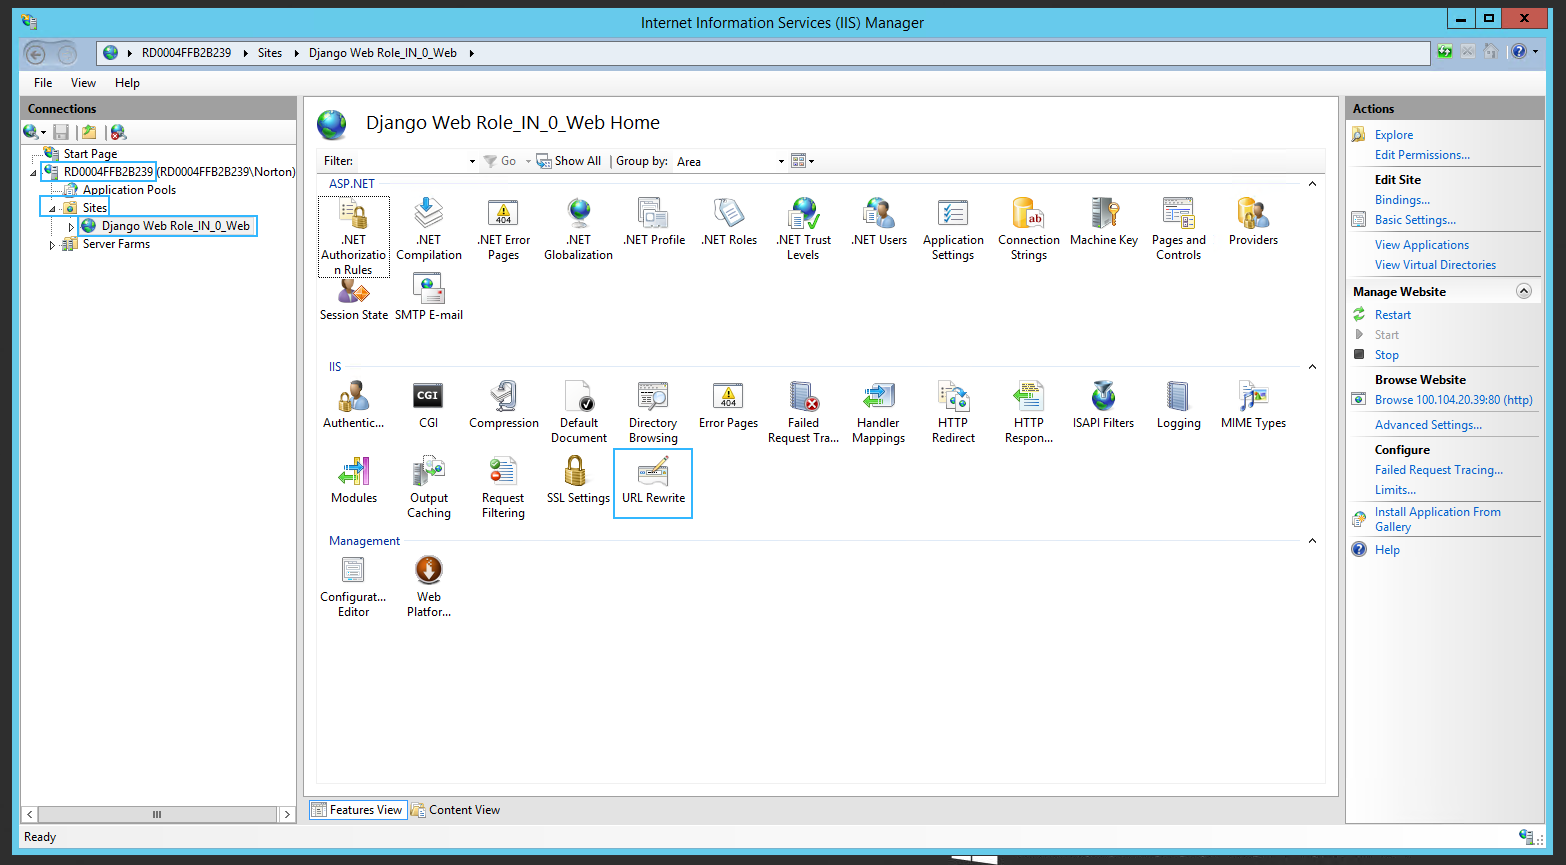 Internet Information Services (IIS) Manager
RD0004FFB2B239
Sites
Django Web Role_IN_0_Web
File View Help
Connections
Start Page
RD0004FFB2B239 (RD0004FFB2B239\Norton)
Application Pools
Sites
Django Web Role_IN_0_Web
Server Farms
Django Web Role_IN_0_Web Home
Filter: Go Show All Group by: Area
ASP.NET
.NET Authorizatio n Rules
.NET Compilation
.NET Error Pages
.NET Globalization
.NET Profile
.NET Roles
.NET Trust Levels
.NET Users
Application Settings
Connection Strings
ab
Machine Key
Pages and Controls
Providers
404
Session State
SMTP E-mail
IIS
Authentic...
CGI
CGI
Compression
Default Document
Directory Browsing
404
Error Pages
Failed Request Tra...
Handler Mappings
HTTP Redirect
HTTP Respon...
ISAPI Filters
Logging
MIME Types
Modules
Output Caching
Request Filtering
SSL Settings
URL Rewrite
Management
Configurat... Editor
Web Platfor...
Features View
Content View
Ready
Actions
Explore
Edit Permissions...
Edit Site
Bindings...
Basic Settings...
View Applications
View Virtual Directories
Manage Website
Restart
Start
Stop
Browse Website
Browse 100.104.20.39:80 (http)
Advanced Settings...
Configure
Failed Request Tracing...
Limits...
Install Application From
Gallery
Help